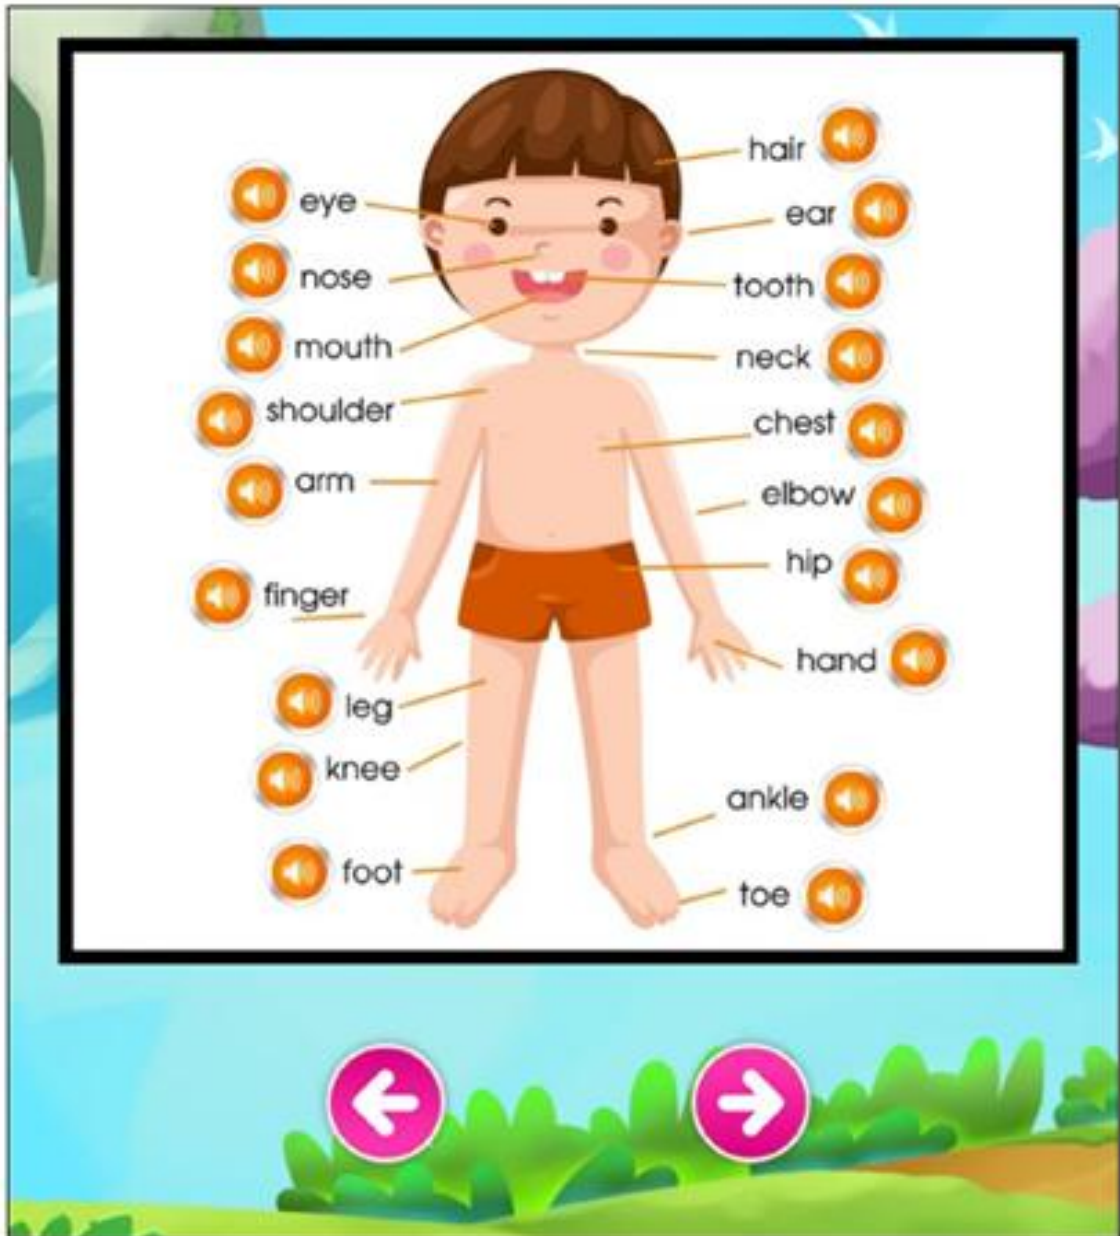 hair
eye
ear
nose
tooth
mouth
neck
shoulder
chest
arm
elbow
hip
finger
hand
leg
knee
ankle
foot
toe